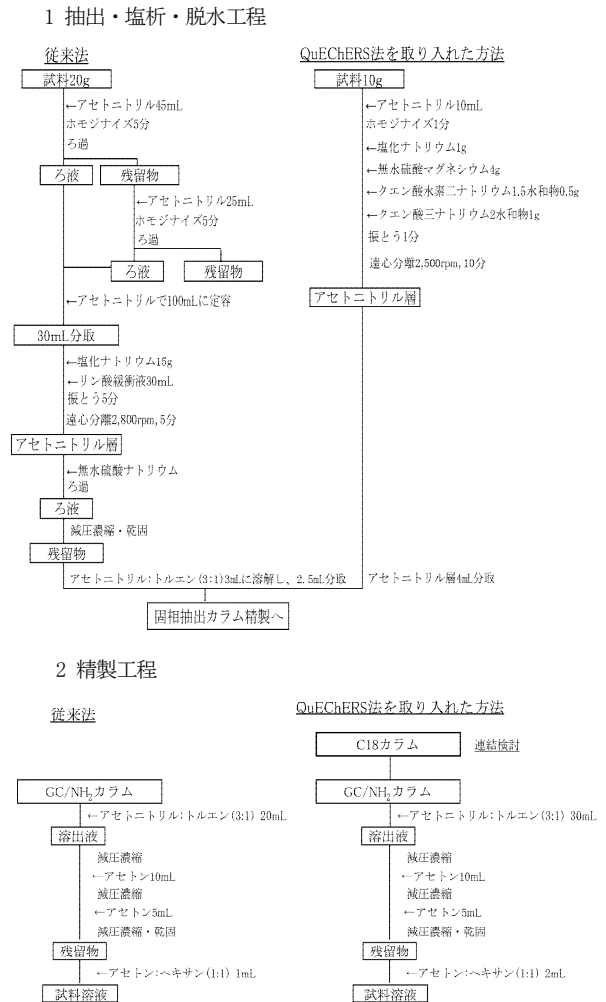 1 抽出・塩析・脱水工程
従来法
試料20g
←アセトニトリル45mL
ホモジナイズ5分
ろ過
ろ液
残留物
←アセトニトリル25mL
ホモジナイズ5分
ろ過
ろ液
残留物
←アセトニトリルで100mLに定容
30mL分取
←塩化ナトリウム15g
←リン酸緩衝液30mL
振とう5分
遠心分離2,800rpm,5分
アセトニトリル層
←無水硫酸ナトリウム
ろ過
ろ液
減圧濃縮・乾固
残留物
アセトニトリル:トルエン(3:1)3mLに溶解し、2.5mL分取
QuEChERS法を取り入れた方法
試料10g
←アセトニトリル10mL
ホモジナイズ1分
←塩化ナトリウム1g
←無水硫酸マグネシウム4g
←クエン酸水素二ナトリウム1.5水和物0.5g
←クエン酸三ナトリウム2水和物1g
振とう1分
遠心分離2,500rpm,10分
アセトニトリル層
アセトニトリル層4mL分取
固相抽出カラム精製へ
2 精製工程
従来法
GC/NH₂カラム
←アセトニトリル:トルエン(3:1) 20mL
溶出液
減圧濃縮
←アセトン10mL
減圧濃縮
←アセトン5mL
減圧濃縮・乾固
残留物
←アセトン:ヘキサン(1:1) 1mL
試料溶液
QuEChERS法を取り入れた方法
C18カラム
連結検討
GC/NH₂カラム
←アセトニトリル:トルエン(3:1) 30mL
溶出液
減圧濃縮
←アセトン10mL
減圧濃縮
←アセトン5mL
減圧濃縮・乾固
残留物
←アセトン:ヘキサン(1:1) 2mL
試料溶液